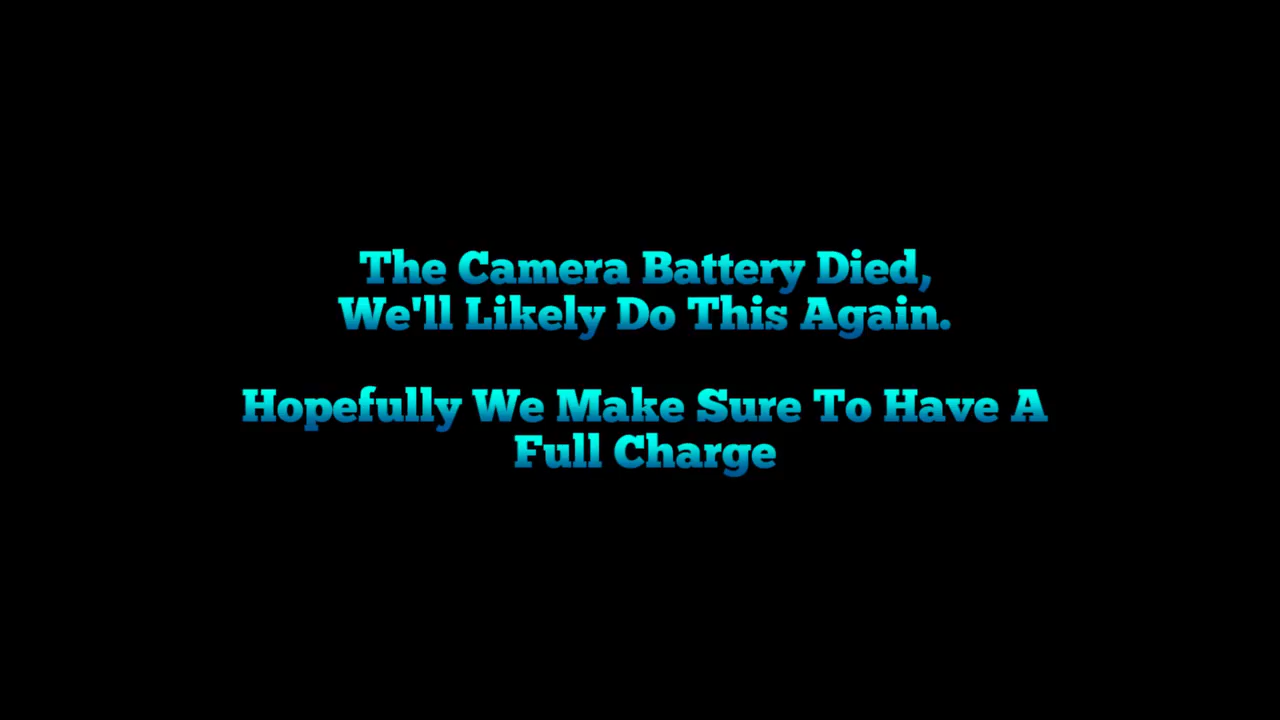 The Camera Battery Died,
We'll Likely Do This Again.
Hopefully We Make Sure To Have A
Full Charge